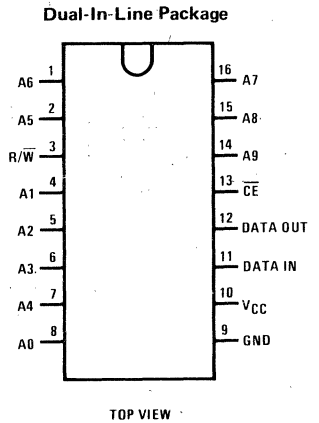 Dual-In-Line Package
A6 1 16 A7
A5 2 15 A8
R/W̅ 3 14 A9
A1 4 13 C̅E̅
A2 5 12 DATA OUT
A3 6 11 DATA IN
A4 7 10 VCC
A0 8 9 GND
TOP VIEW